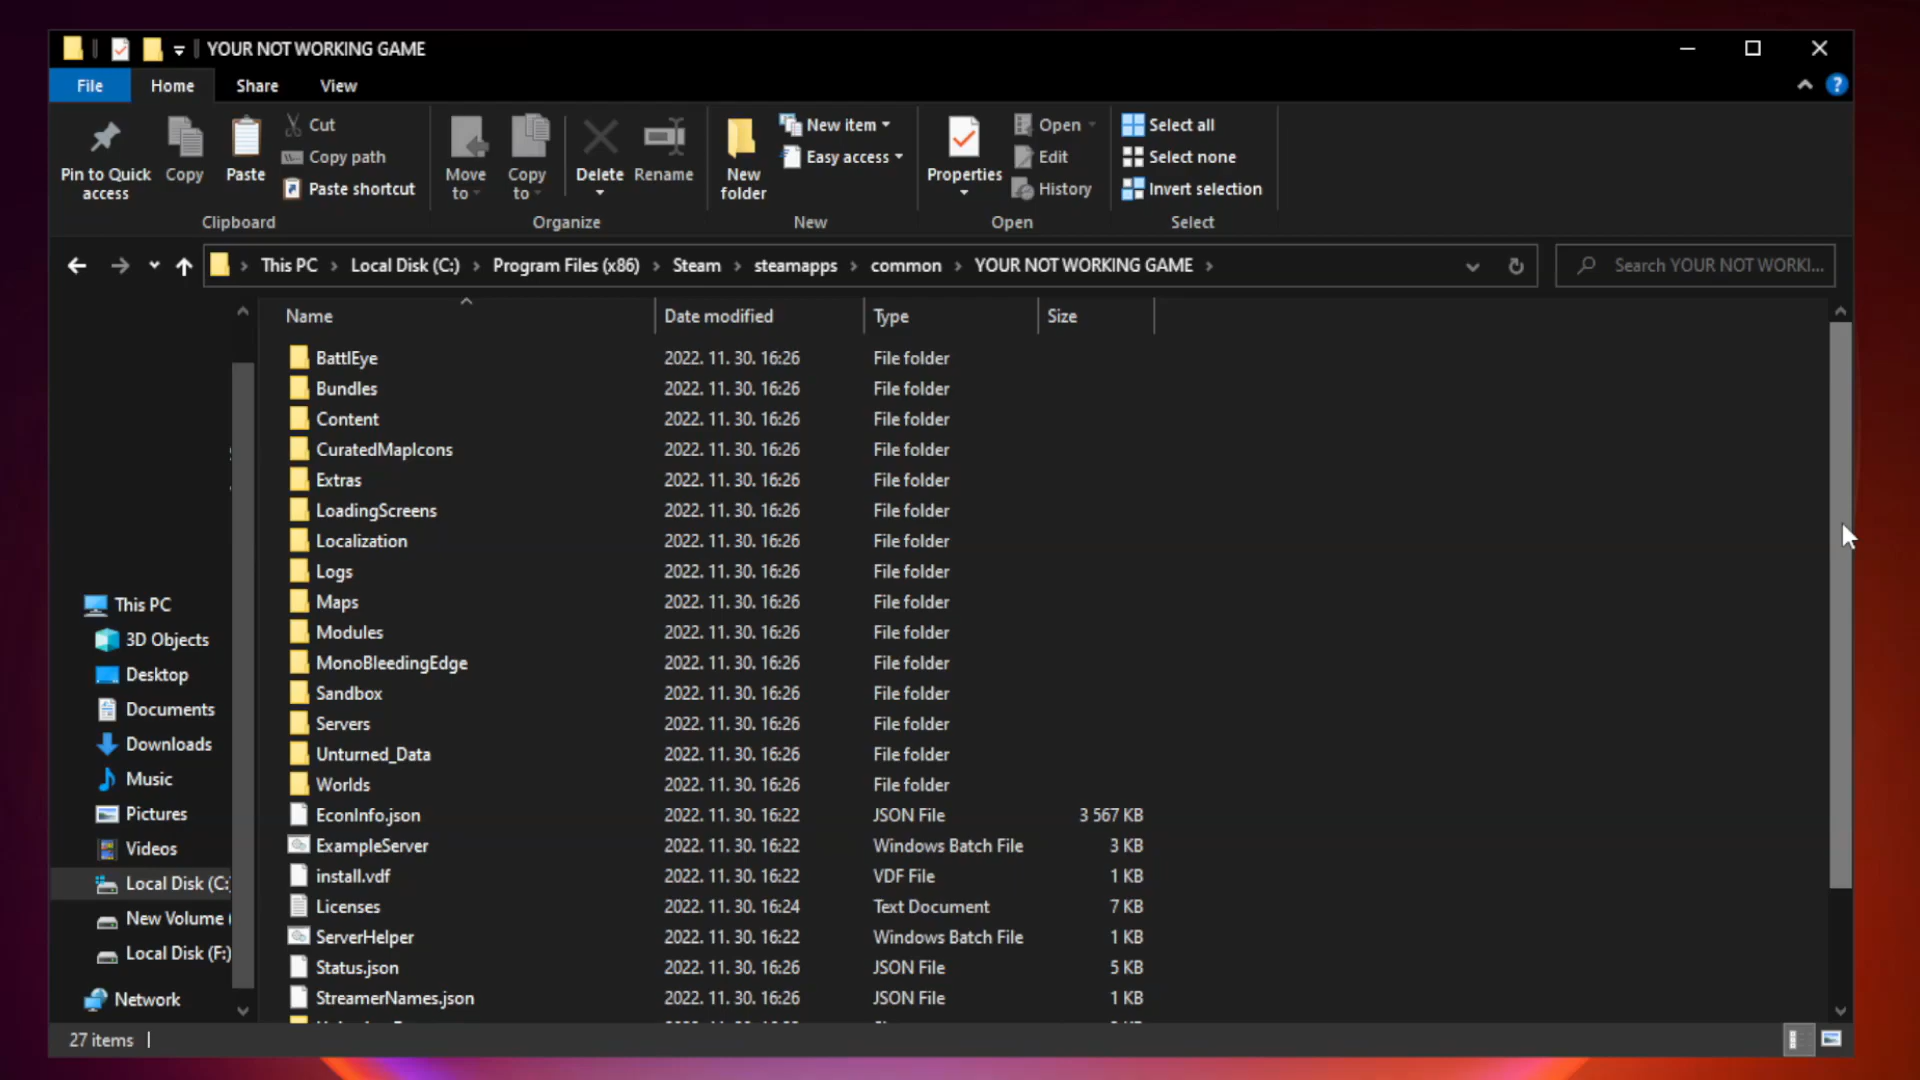 YOUR NOT WORKING GAME
File Home Share View
Pin to Quick access
Copy
Paste
Cut
Copy path
Paste shortcut
Clipboard
Move to
Copy to
Delete
Rename
Organize
New folder
New item
Easy access
New
Properties
Open
Edit
History
Open
Select all
Select none
Invert selection
Select
This PC > Local Disk (C:) > Program Files (x86) > Steam > steamapps > common > YOUR NOT WORKING GAME >
Search YOUR NOT WORKI...
Name Date modified Type Size
BattlEye 2022. 11. 30. 16:26 File folder
Bundles 2022. 11. 30. 16:26 File folder
Content 2022. 11. 30. 16:26 File folder
CuratedMapIcons 2022. 11. 30. 16:26 File folder
Extras 2022. 11. 30. 16:26 File folder
LoadingScreens 2022. 11. 30. 16:26 File folder
Localization 2022. 11. 30. 16:26 File folder
Logs 2022. 11. 30. 16:26 File folder
Maps 2022. 11. 30. 16:26 File folder
Modules 2022. 11. 30. 16:26 File folder
MonoBleedingEdge 2022. 11. 30. 16:26 File folder
Sandbox 2022. 11. 30. 16:26 File folder
Servers 2022. 11. 30. 16:26 File folder
Unturned_Data 2022. 11. 30. 16:26 File folder
Worlds 2022. 11. 30. 16:26 File folder
EconInfo.json 2022. 11. 30. 16:22 JSON File 3 567 KB
ExampleServer 2022. 11. 30. 16:22 Windows Batch File 3 KB
install.vdf 2022. 11. 30. 16:22 VDF File 1 KB
Licenses 2022. 11. 30. 16:24 Text Document 7 KB
ServerHelper 2022. 11. 30. 16:22 Windows Batch File 1 KB
Status.json 2022. 11. 30. 16:26 JSON File 5 KB
StreamerNames.json 2022. 11. 30. 16:26 JSON File 1 KB
This PC
3D Objects
Desktop
Documents
Downloads
Music
Pictures
Videos
Local Disk (C:)
New Volume (
Local Disk (F:)
Network
27 items